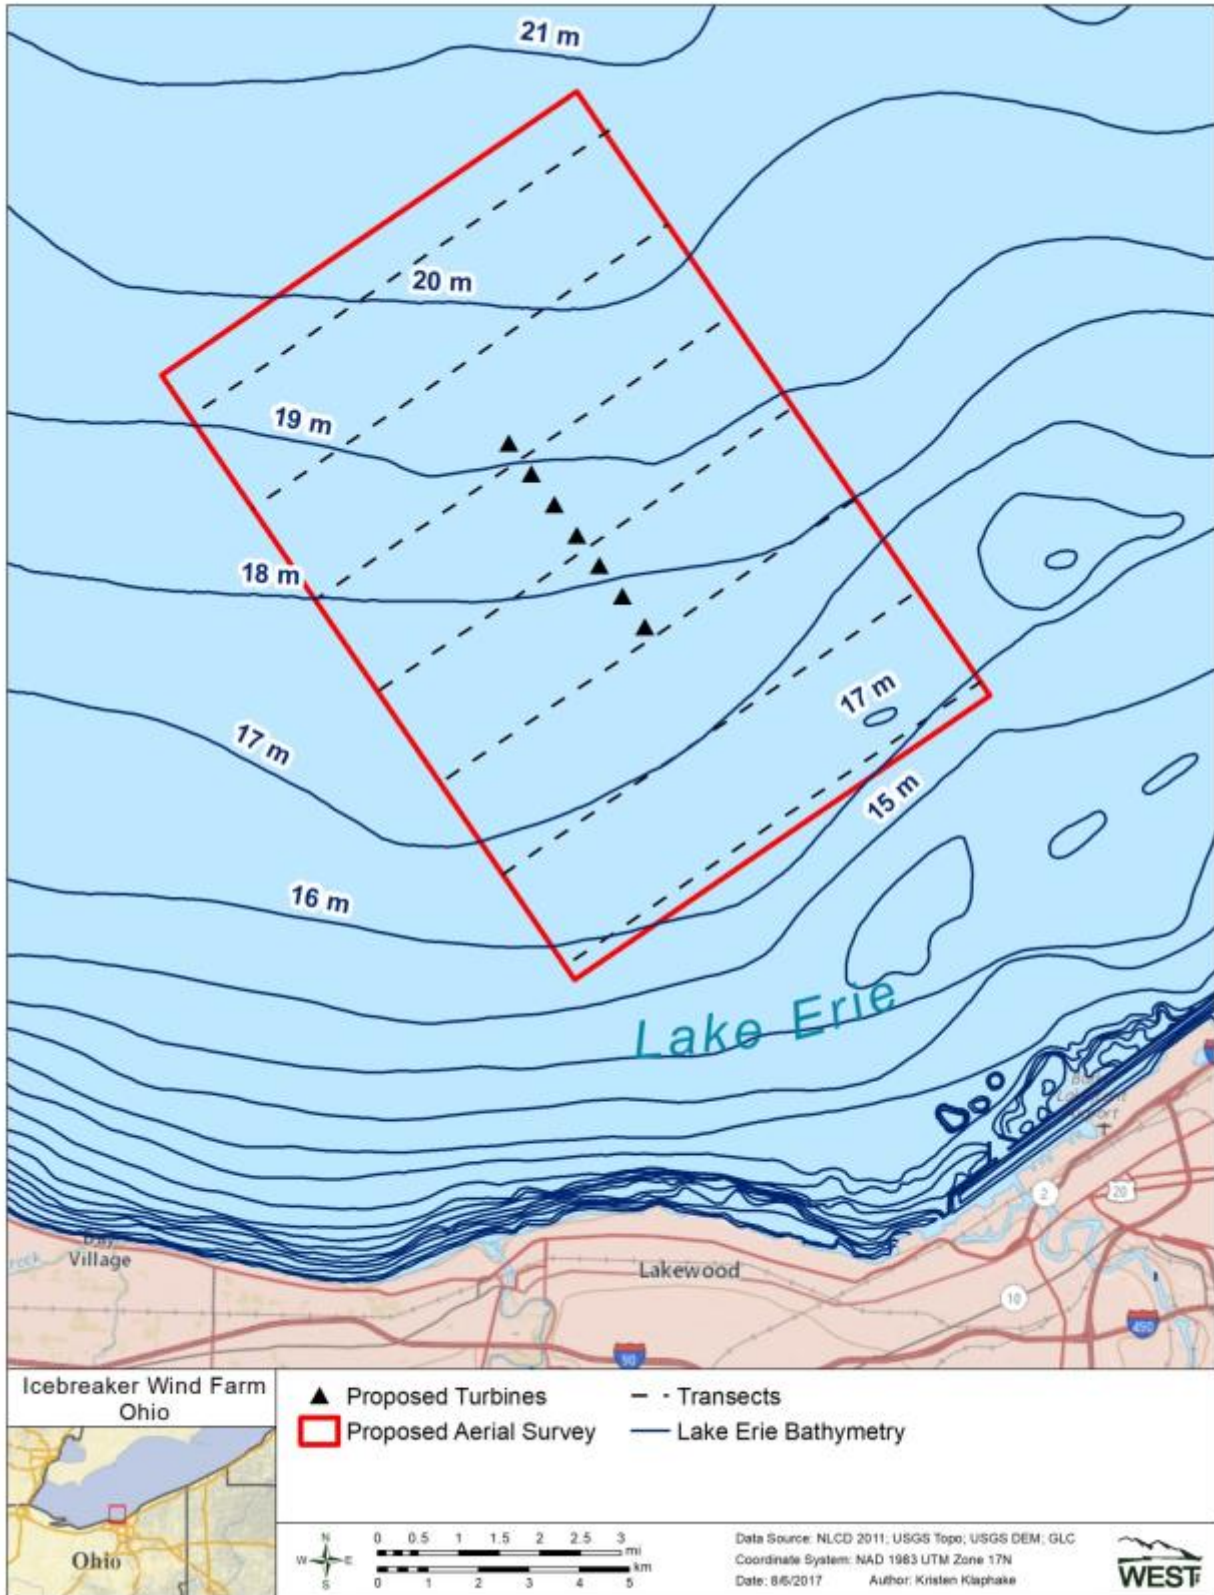 21 m
20 m
19 m
18 m
17 m
17 m
15 m
16 m
Lake Erie
Village
Lakewood
2
20
10
90
490
Icebreaker Wind Farm
Ohio
Ohio
Proposed Turbines
Transects
Proposed Aerial Survey
Lake Erie Bathymetry
N
W E
S
0 0.5 1 1.5 2 2.5 3
mi
km
0 1 2 3 4 5
Data Source: NLCD 2011; USGS Topo; USGS DEM; GLC
Coordinate System: NAD 1983 UTM Zone 17N
Date: 8/6/2017 Author: Kristen Klaphake
WEST